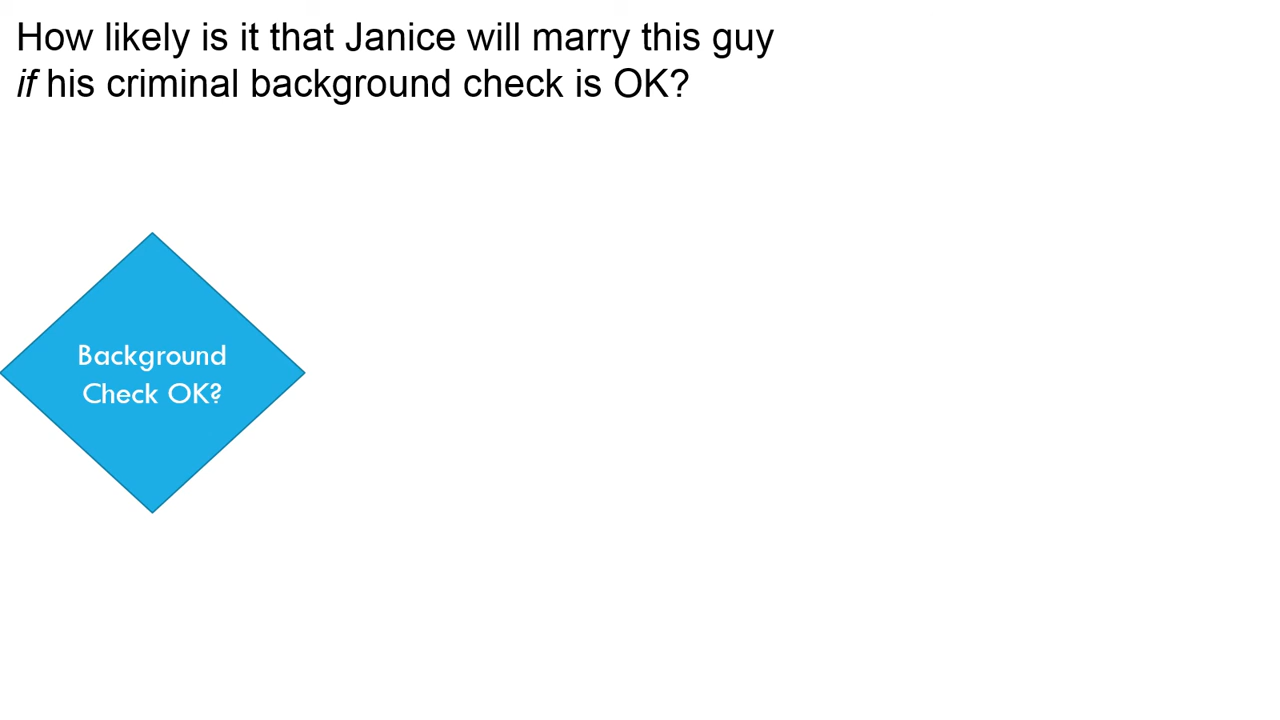 How likely is it that Janice will marry this guy
if his criminal background check is OK?
Background
Check OK?